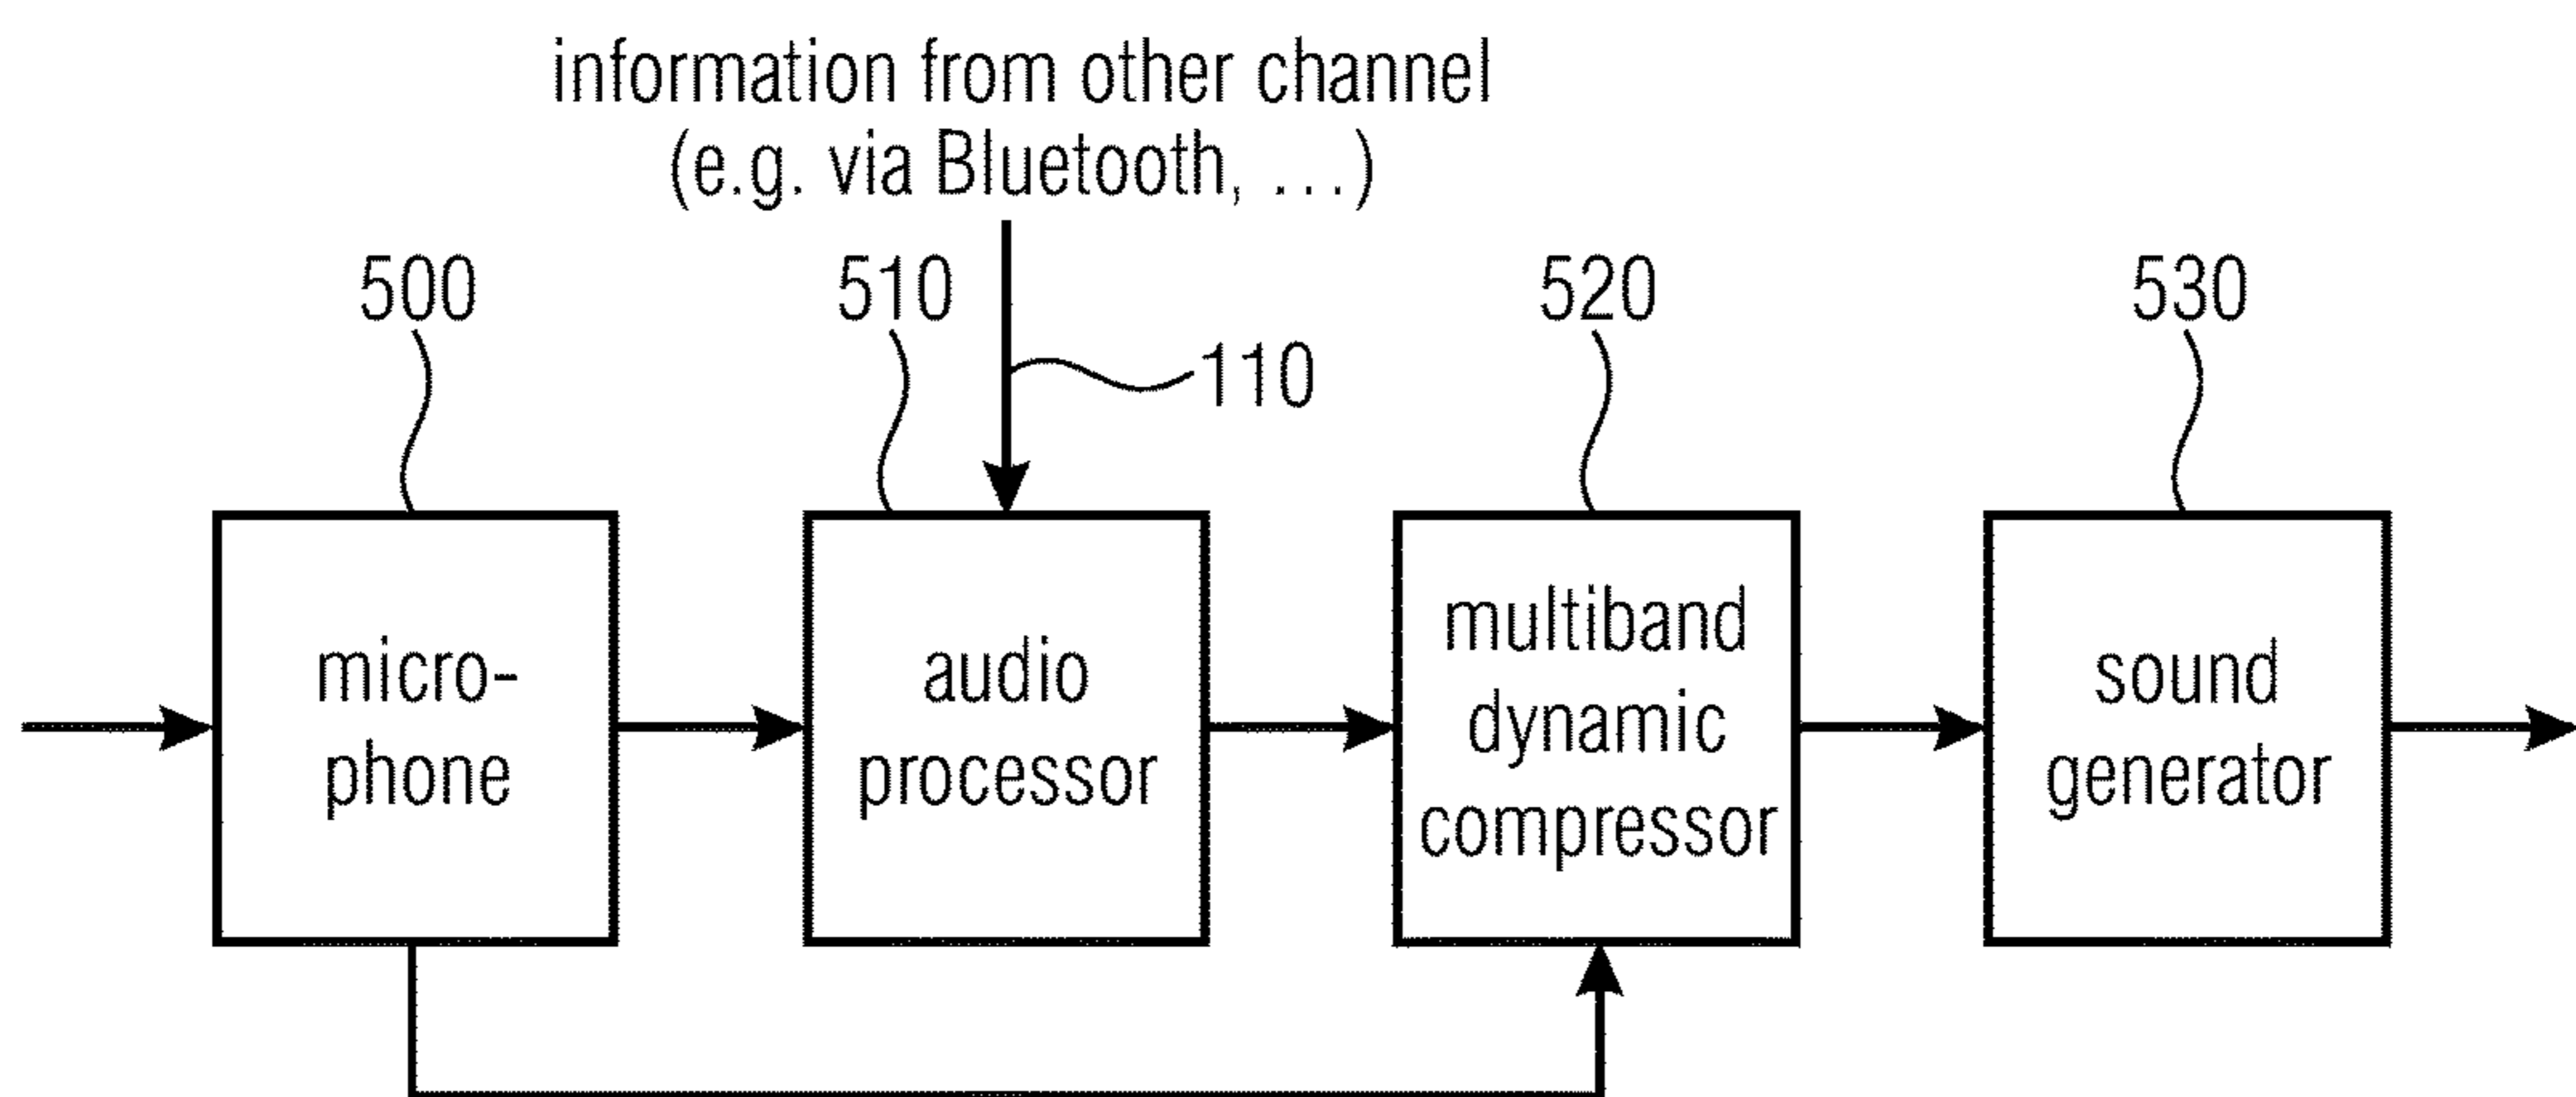 information from other channel
(e.g. via Bluetooth, ...)
500
510
520
530
110
micro-
phone
audio
processor
multiband
dynamic
compressor
sound
generator